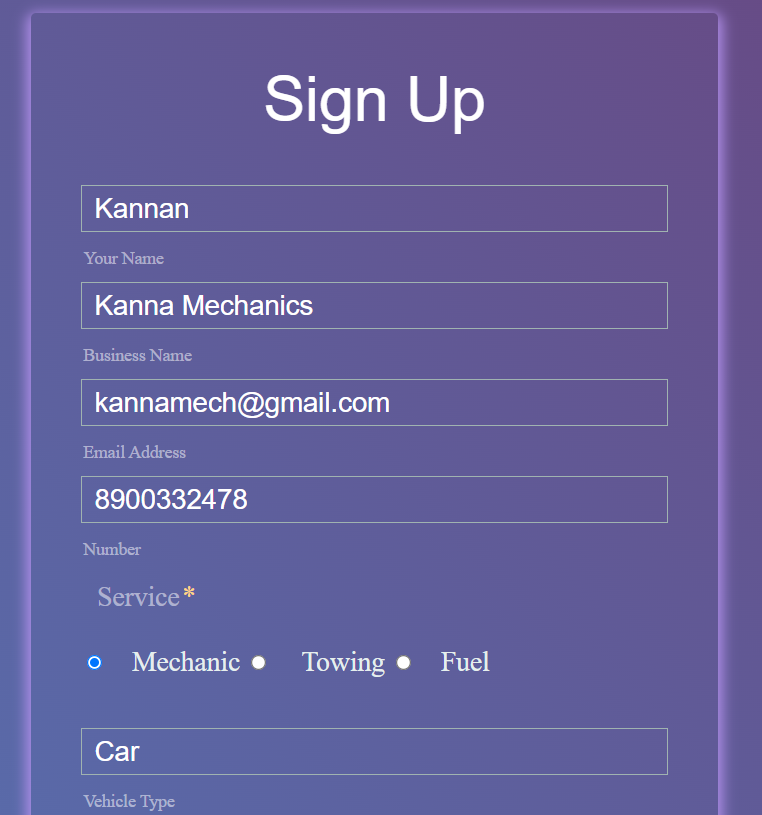 Sign Up
Kannan
Your Name
Kanna Mechanics
Business Name
kannamech@gmail.com
Email Address
8900332478
Number
Service*
Mechanic Towing Fuel
Car
Vehicle Type